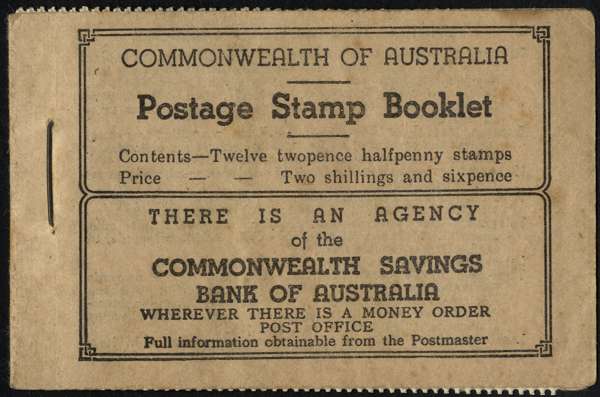 COMMONWEALTH OF AUSTRALIA
Postage Stamp Booklet
Contents—Twelve twopence halfpenny stamps
Price — — Two shillings and sixpence
THERE IS AN AGENCY
of the
COMMONWEALTH SAVINGS
BANK OF AUSTRALIA
WHEREVER THERE IS A MONEY ORDER
POST OFFICE
Full information obtainable from the Postmaster